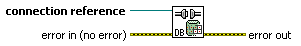 connection reference
DB
error in (no error)
error out